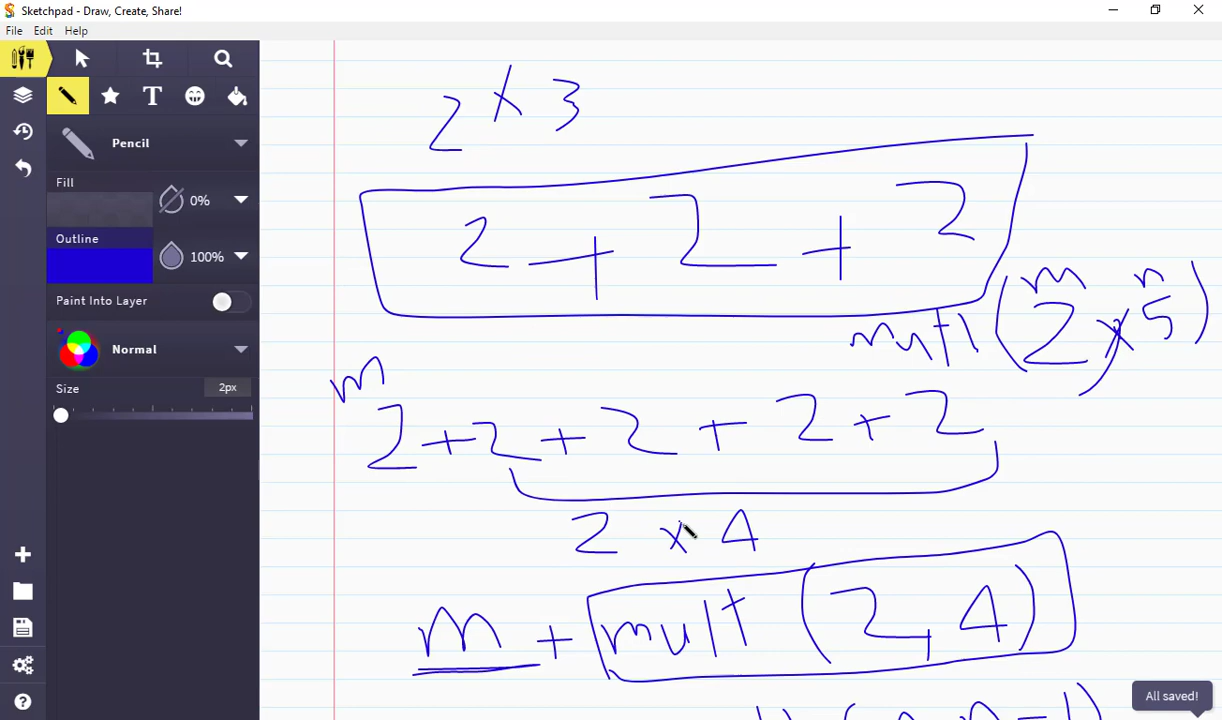 Sketchpad - Draw, Create, Share!
File Edit Help
Pencil
Fill
0%
Outline
100%
Paint Into Layer
Normal
Size 2px
2 x 3
2 + 2 + 2
m n
mult (2 x 5)
m
2 + 2 + 2 + 2 + 2
2 x 4
m + mult (2, 4)
All saved!